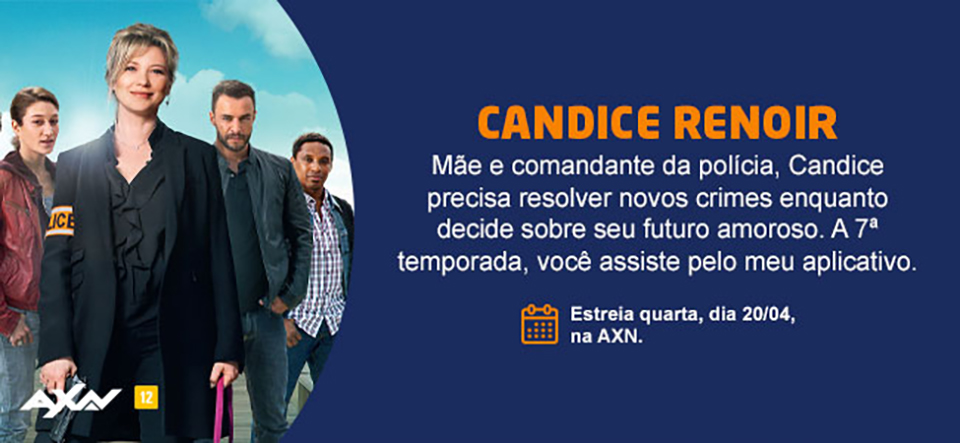 CANDICE RENOIR
Mãe e comandante da polícia, Candice
precisa resolver novos crimes enquanto
decide sobre seu futuro amoroso. A 7ª
temporada, você assiste pelo meu aplicativo.
Estreia quarta, dia 20/04,
na AXN.
LICE
AXN
12